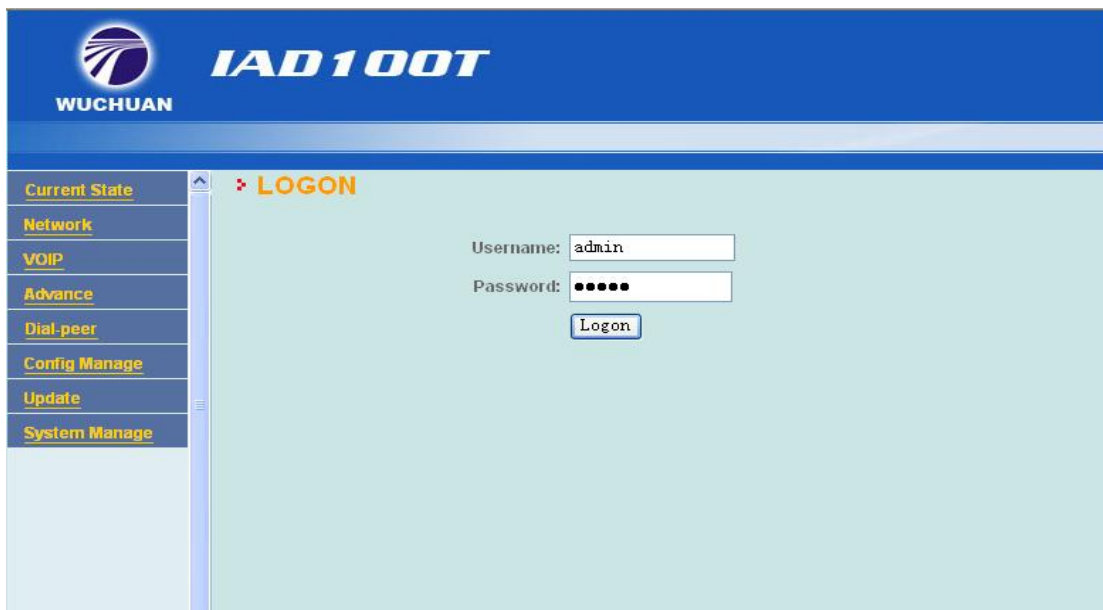 IAD100T
WUCHUAN
Current State
Network
VOIP
Advance
Dial-peer
Config Manage
Update
System Manage
LOGON
Username: admin
Password: ●●●●●
Logon